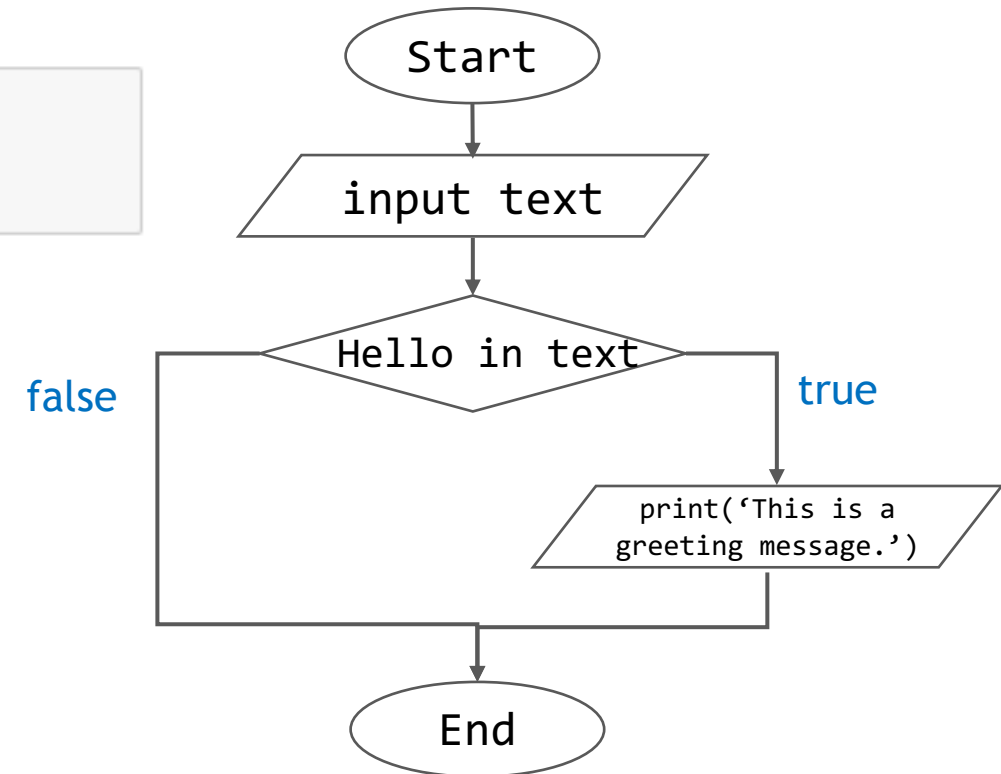 Start
input text
Hello in text
false
true
print(‘This is a
greeting message.’)
End